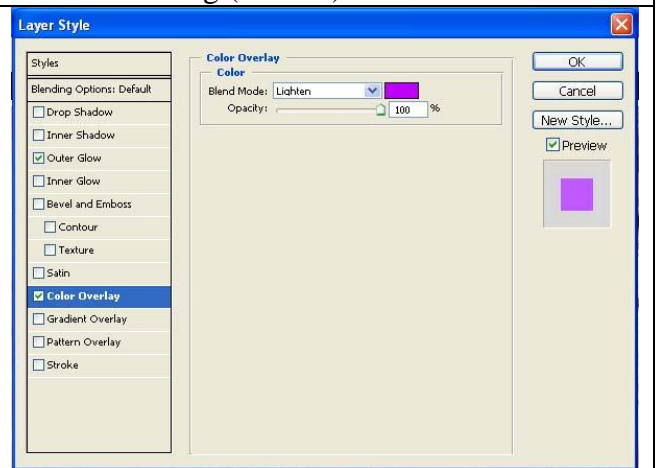 Layer Style
Styles
Blending Options: Default
Drop Shadow
Inner Shadow
Outer Glow
Inner Glow
Bevel and Emboss
Contour
Texture
Satin
Color Overlay
Gradient Overlay
Pattern Overlay
Stroke
Color Overlay
Color
Blend Mode: Lighten
Opacity: 100 %
OK
Cancel
New Style...
Preview